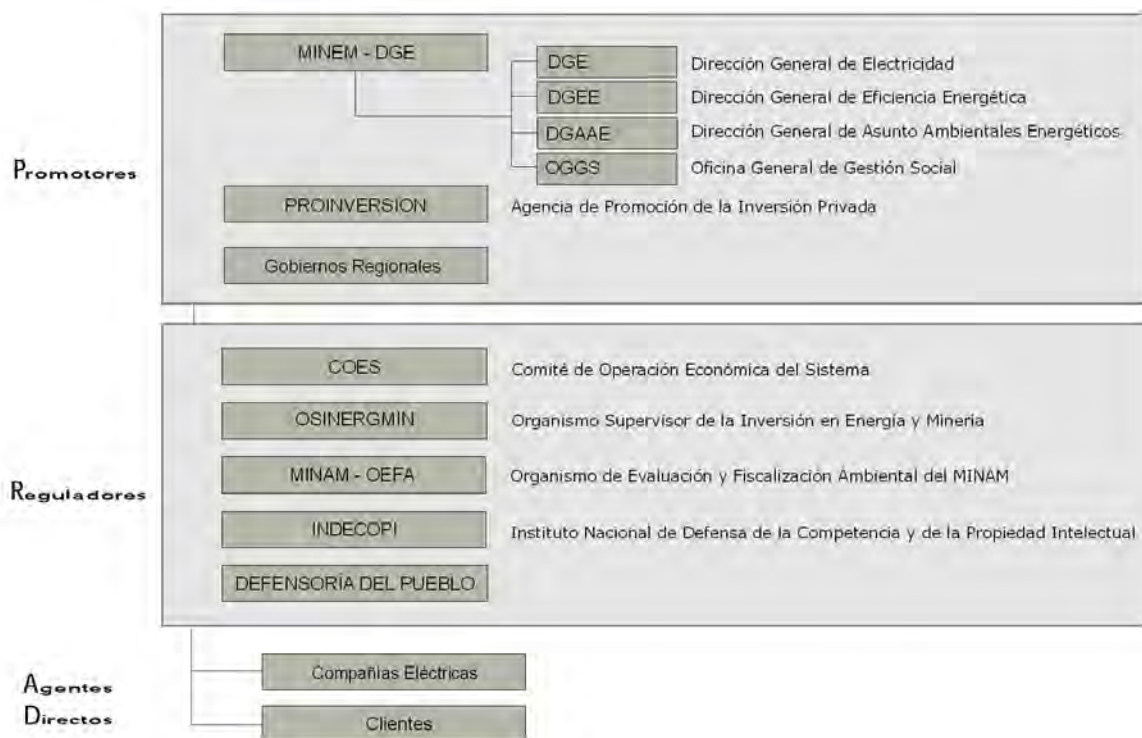 MINEM - DGE
DGE Dirección General de Electricidad
DGEE Dirección General de Eficiencia Energética
DGAAE Dirección General de Asunto Ambientales Energéticos
OGGS Oficina General de Gestión Social
Promotores
PROINVERSION Agencia de Promoción de la Inversión Privada
Gobiernos Regionales
COES Comité de Operación Económica del Sistema
OSINERGMIN Organismo Supervisor de la Inversión en Energía y Minería
MINAM - OEFA Organismo de Evaluación y Fiscalización Ambiental del MINAM
Reguladores
INDECOPI Instituto Nacional de Defensa de la Competencia y de la Propiedad Intelectual
DEFENSORIA DEL PUEBLO
Agentes
Directos
Compañias Eléctricas
Clientes